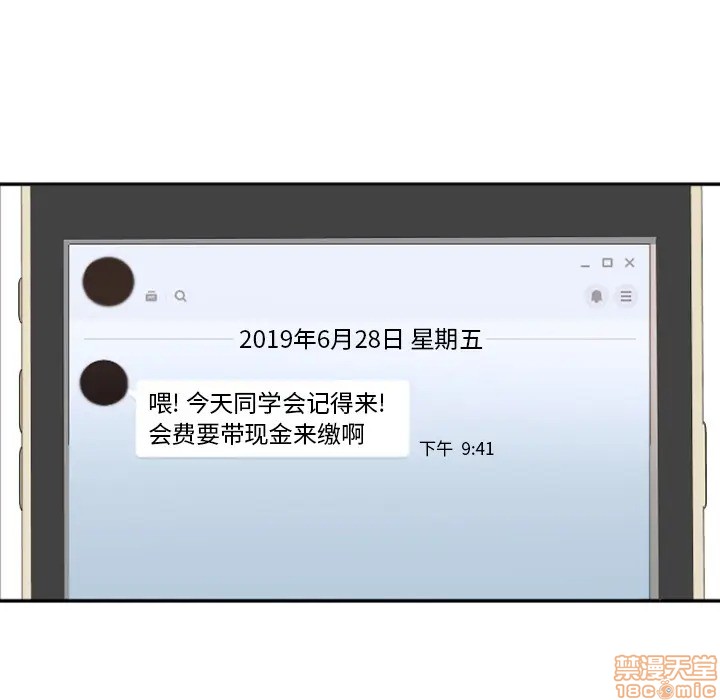 2019年6月28日 星期五
喂! 今天同学会记得来!
会费要带现金来缴啊
下午 9:41
禁漫天堂
18COMIC